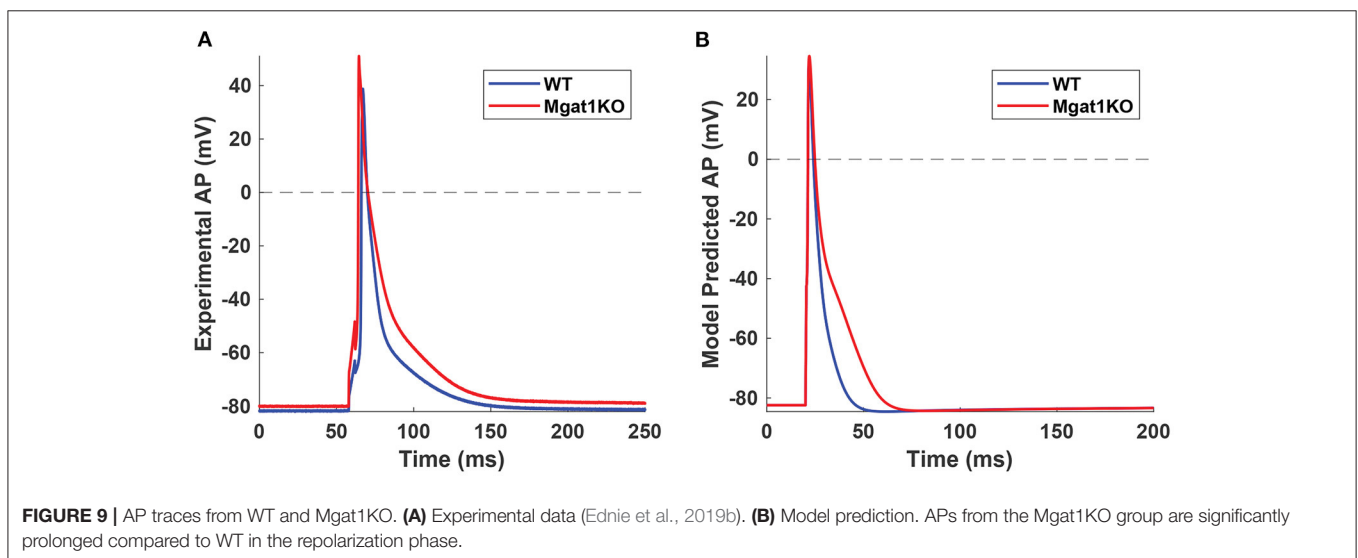 A
Experimental AP (mV)
40
20
0
-20
-40
-60
-80
0 50 100 150 200 250
Time (ms)
WT
Mgat1KO
B
Model Predicted AP (mV)
20
0
-20
-40
-60
-80
0 50 100 150 200
Time (ms)
WT
Mgat1KO
FIGURE 9 | AP traces from WT and Mgat1KO. (A) Experimental data (Ednie et al., 2019b). (B) Model prediction. APs from the Mgat1KO group are significantly
prolonged compared to WT in the repolarization phase.